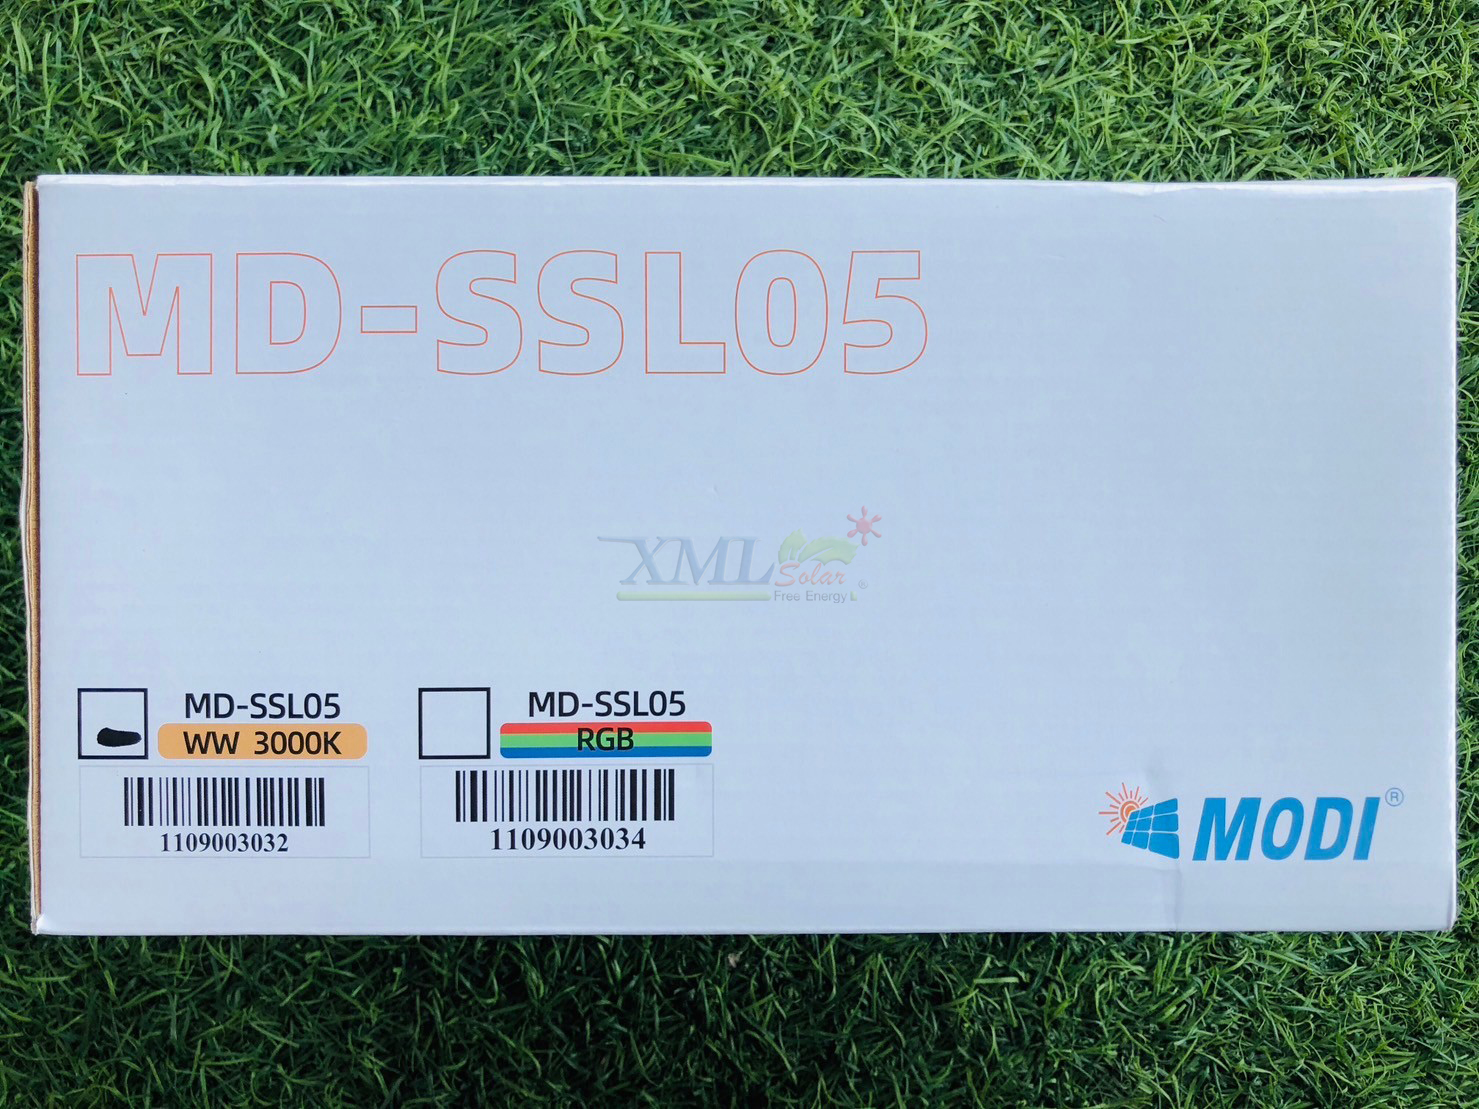 MD-SSL05
XML Solar ®
Free Energy
MD-SSL05
WW 3000K
1109003032
MD-SSL05
RGB
1109003034
MODI ®